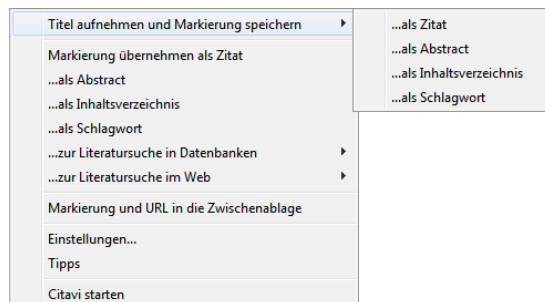 Titel aufnehmen und Markierung speichern
Markierung übernehmen als Zitat
...als Abstract
...als Inhaltsverzeichnis
...als Schlagwort
...zur Literatursuche in Datenbanken
...zur Literatursuche im Web
Markierung und URL in die Zwischenablage
Einstellungen...
Tipps
Citavi starten
...als Zitat
...als Abstract
...als Inhaltsverzeichnis
...als Schlagwort